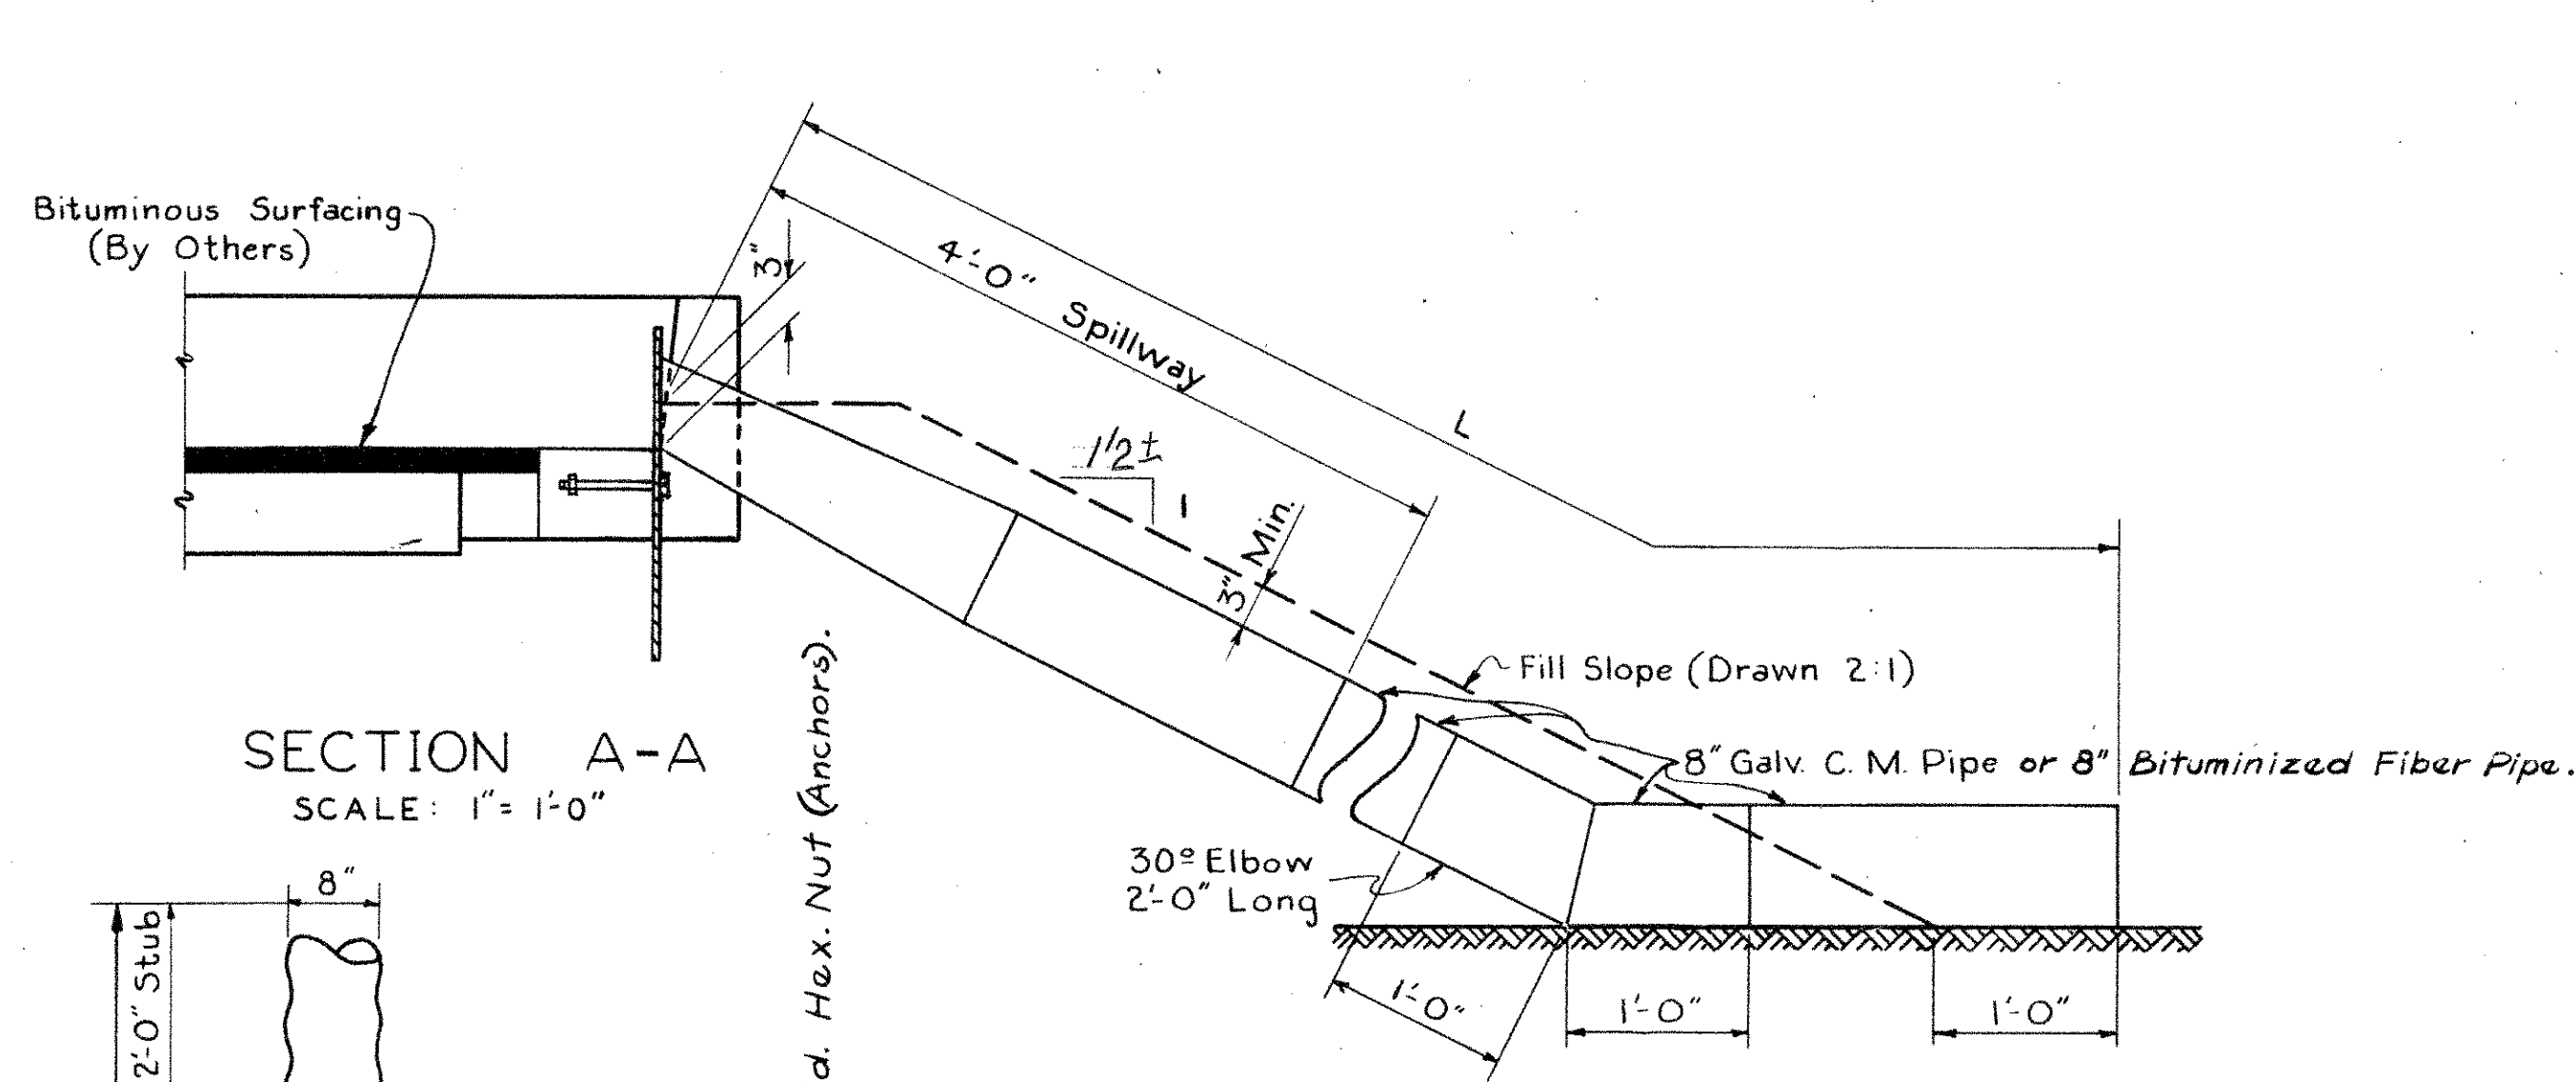 Bituminous Surfacing
(By Others)
3"
4'-0" Spillway
L
1½±
1
3" Min.
Fill Slope (Drawn 2:1)
8" Galv. C. M. Pipe or 8" Bituminized Fiber Pipe.
30º Elbow
2'-0" Long
1'-0"
1'-0"
1'-0"
SECTION A-A
SCALE: 1"= 1'-0"
8"
2'-0" Stub
d. Hex. Nut (Anchors).